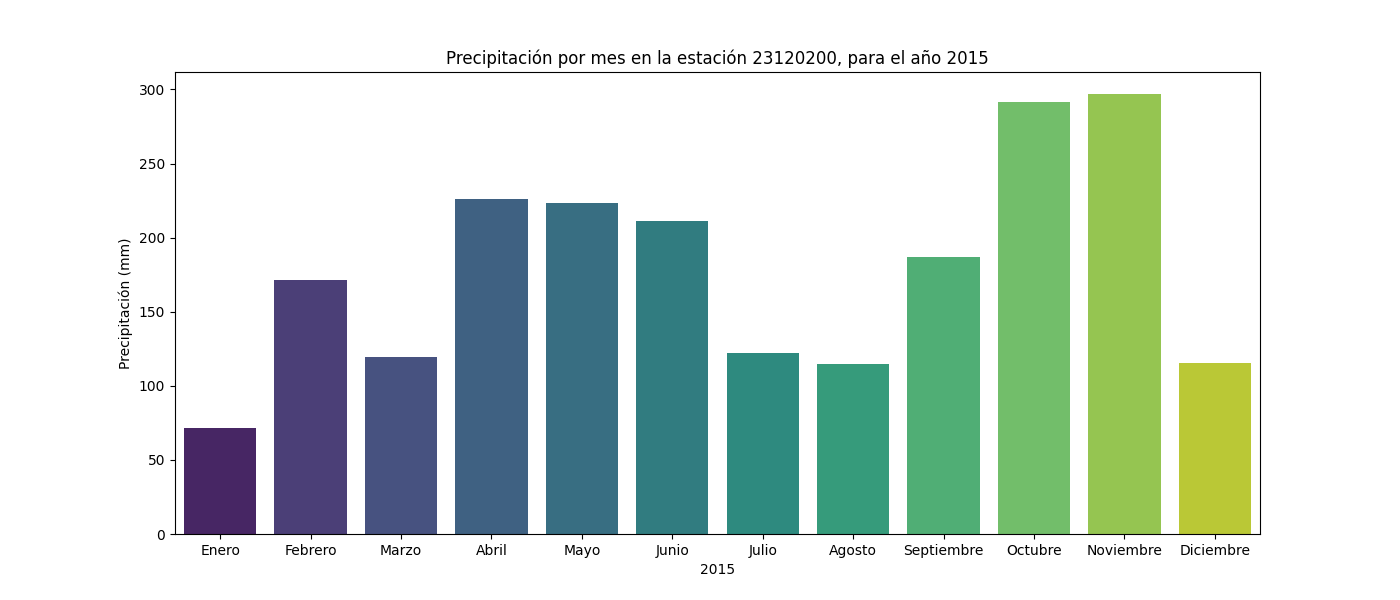 Precipitación por mes en la estación 23120200, para el año 2015
Precipitación (mm)
300
250
200
150
100
50
0
Enero Febrero Marzo Abril Mayo Junio Julio Agosto Septiembre Octubre Noviembre Diciembre
2015